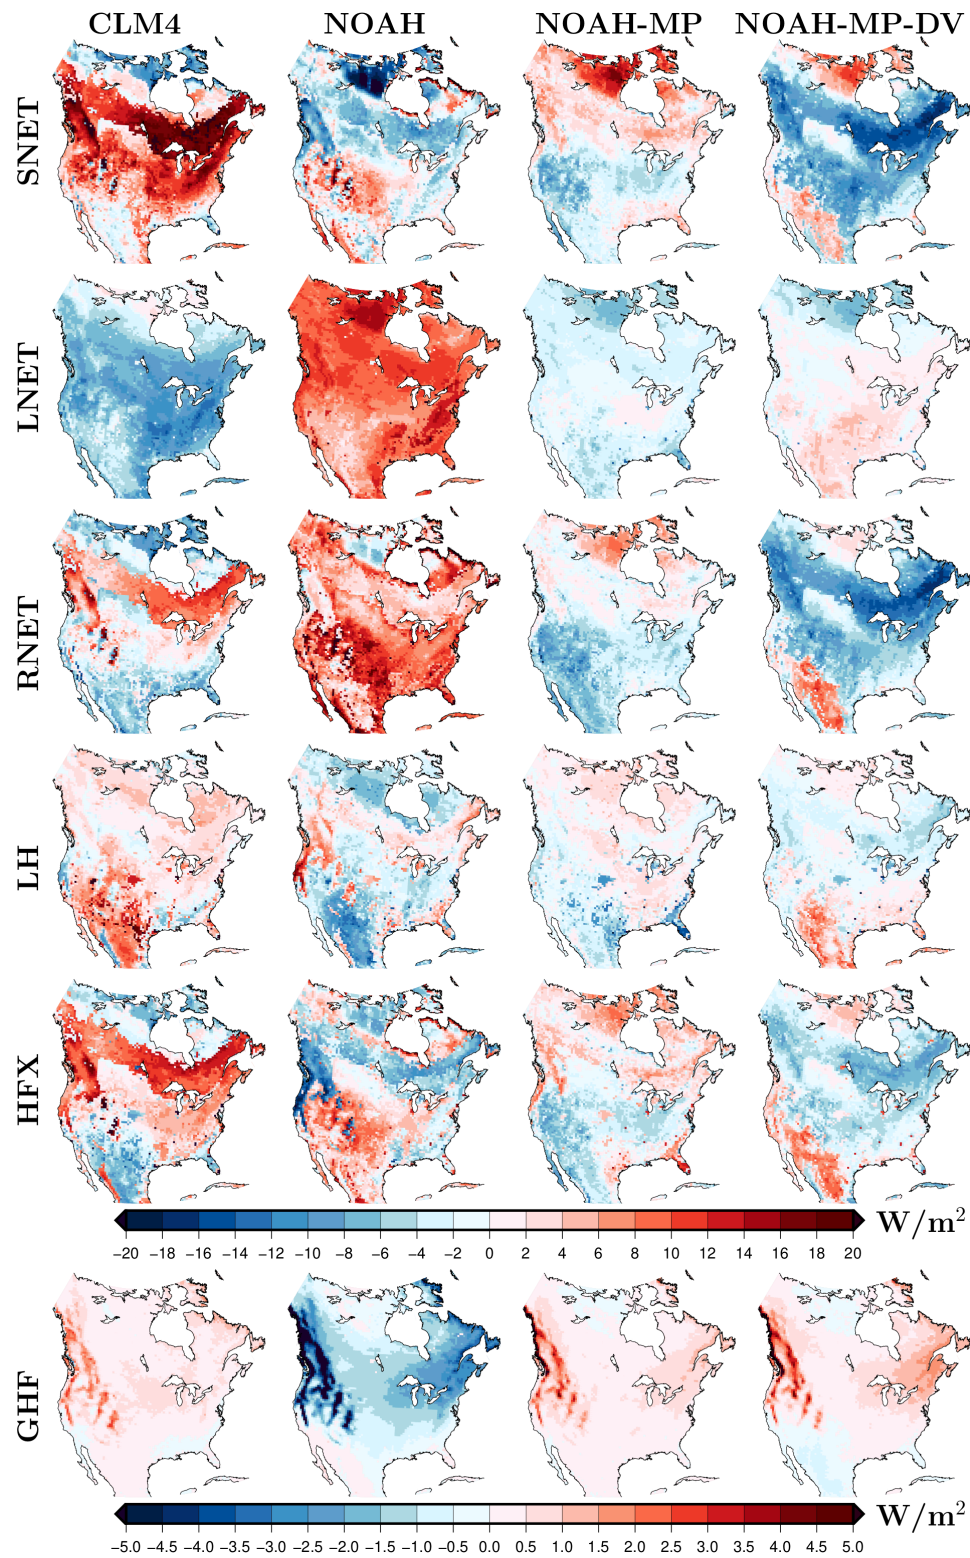 CLM4 NOAH NOAH-MP NOAH-MP-DV
SNET
LNET
RNET
LH
HFX
−20 −18 −16 −14 −12 −10 −8 −6 −4 −2 0 2 4 6 8 10 12 14 16 18 20
W/m²
GHF
−5.0 −4.5 −4.0 −3.5 −3.0 −2.5 −2.0 −1.5 −1.0 −0.5 0.0 0.5 1.0 1.5 2.0 2.5 3.0 3.5 4.0 4.5 5.0
W/m²